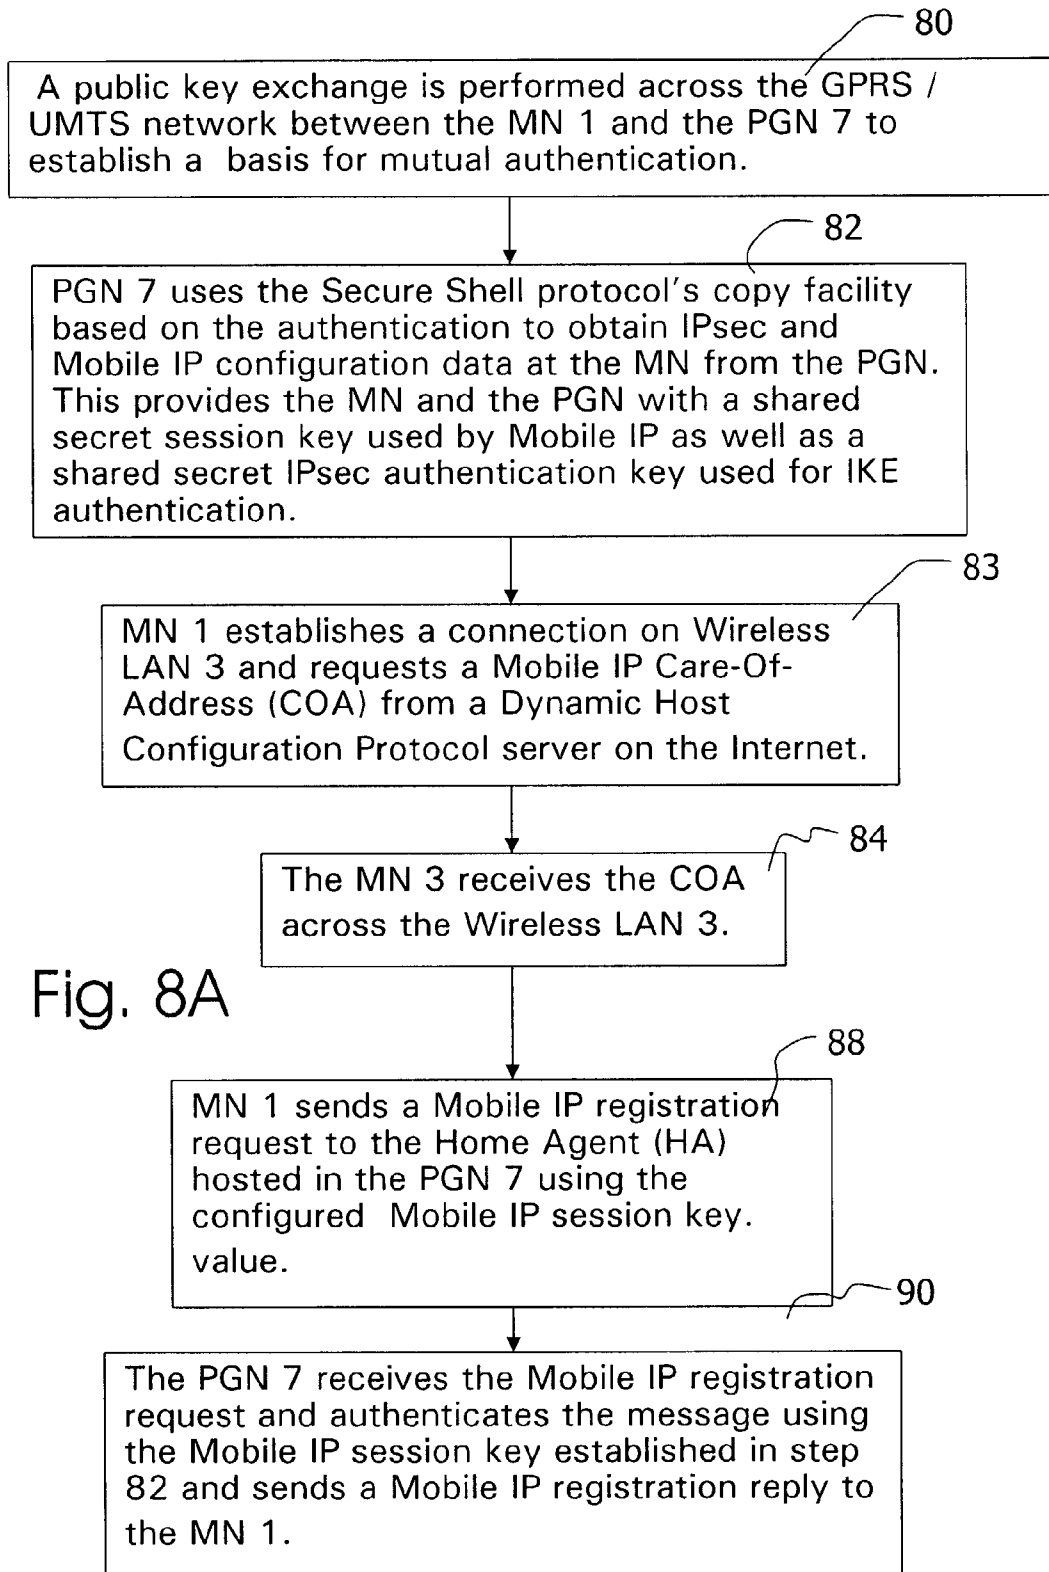 80
A public key exchange is performed across the GPRS /
UMTS network between the MN 1 and the PGN 7 to
establish a basis for mutual authentication.
82
PGN 7 uses the Secure Shell protocol's copy facility
based on the authentication to obtain IPsec and
Mobile IP configuration data at the MN from the PGN.
This provides the MN and the PGN with a shared
secret session key used by Mobile IP as well as a
shared secret IPsec authentication key used for IKE
authentication.
83
MN 1 establishes a connection on Wireless
LAN 3 and requests a Mobile IP Care-Of-
Address (COA) from a Dynamic Host
Configuration Protocol server on the Internet.
84
The MN 3 receives the COA
across the Wireless LAN 3.
Fig. 8A
88
MN 1 sends a Mobile IP registration
request to the Home Agent (HA)
hosted in the PGN 7 using the
configured Mobile IP session key.
value.
90
The PGN 7 receives the Mobile IP registration
request and authenticates the message using
the Mobile IP session key established in step
82 and sends a Mobile IP registration reply to
the MN 1.